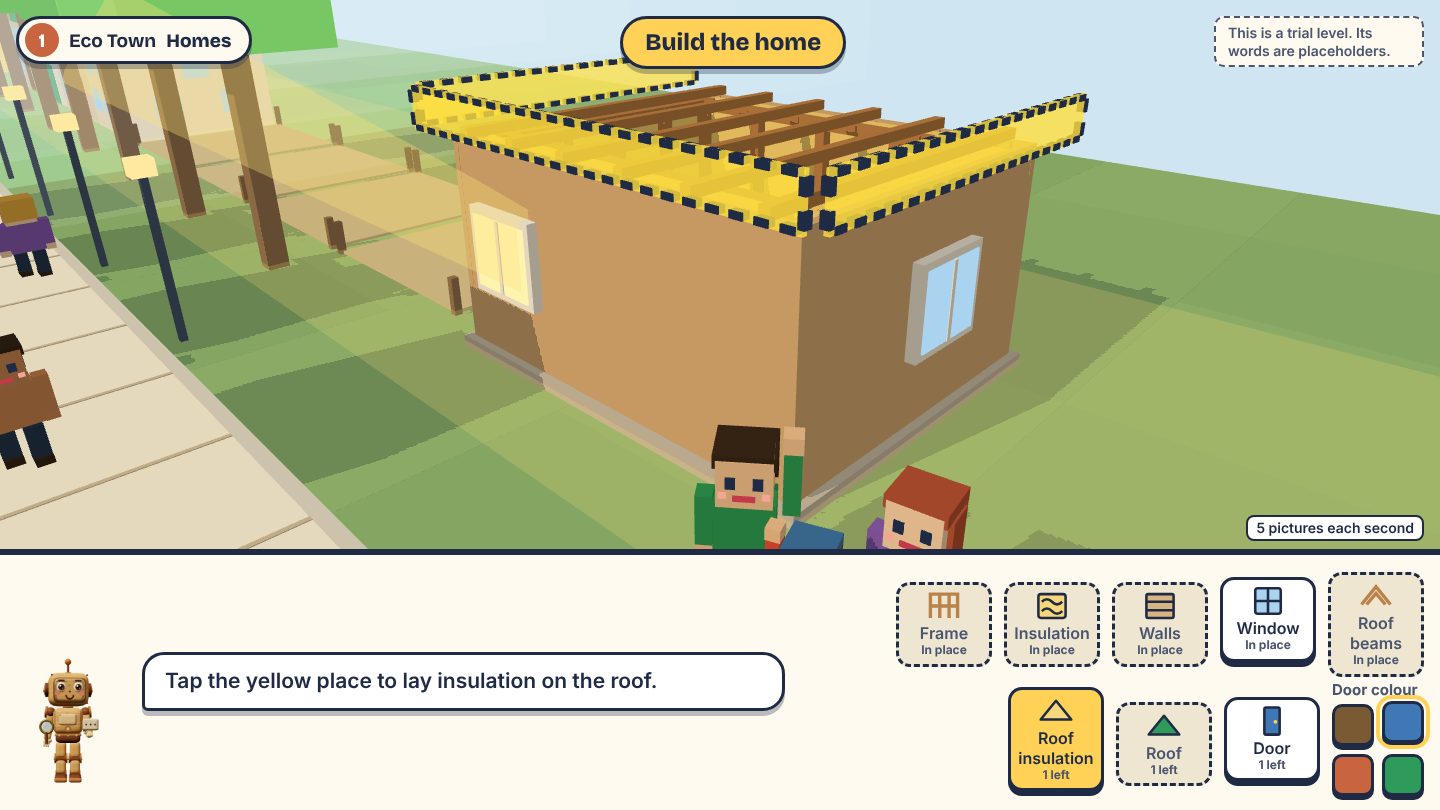 1 Eco Town Homes
Build the home
This is a trial level. Its
words are placeholders.
5 pictures each second
Tap the yellow place to lay insulation on the roof.
Frame
In place
Insulation
In place
Walls
In place
Window
In place
Roof
beams
In place
Roof
insulation
1 left
Roof
1 left
Door
1 left
Door colour